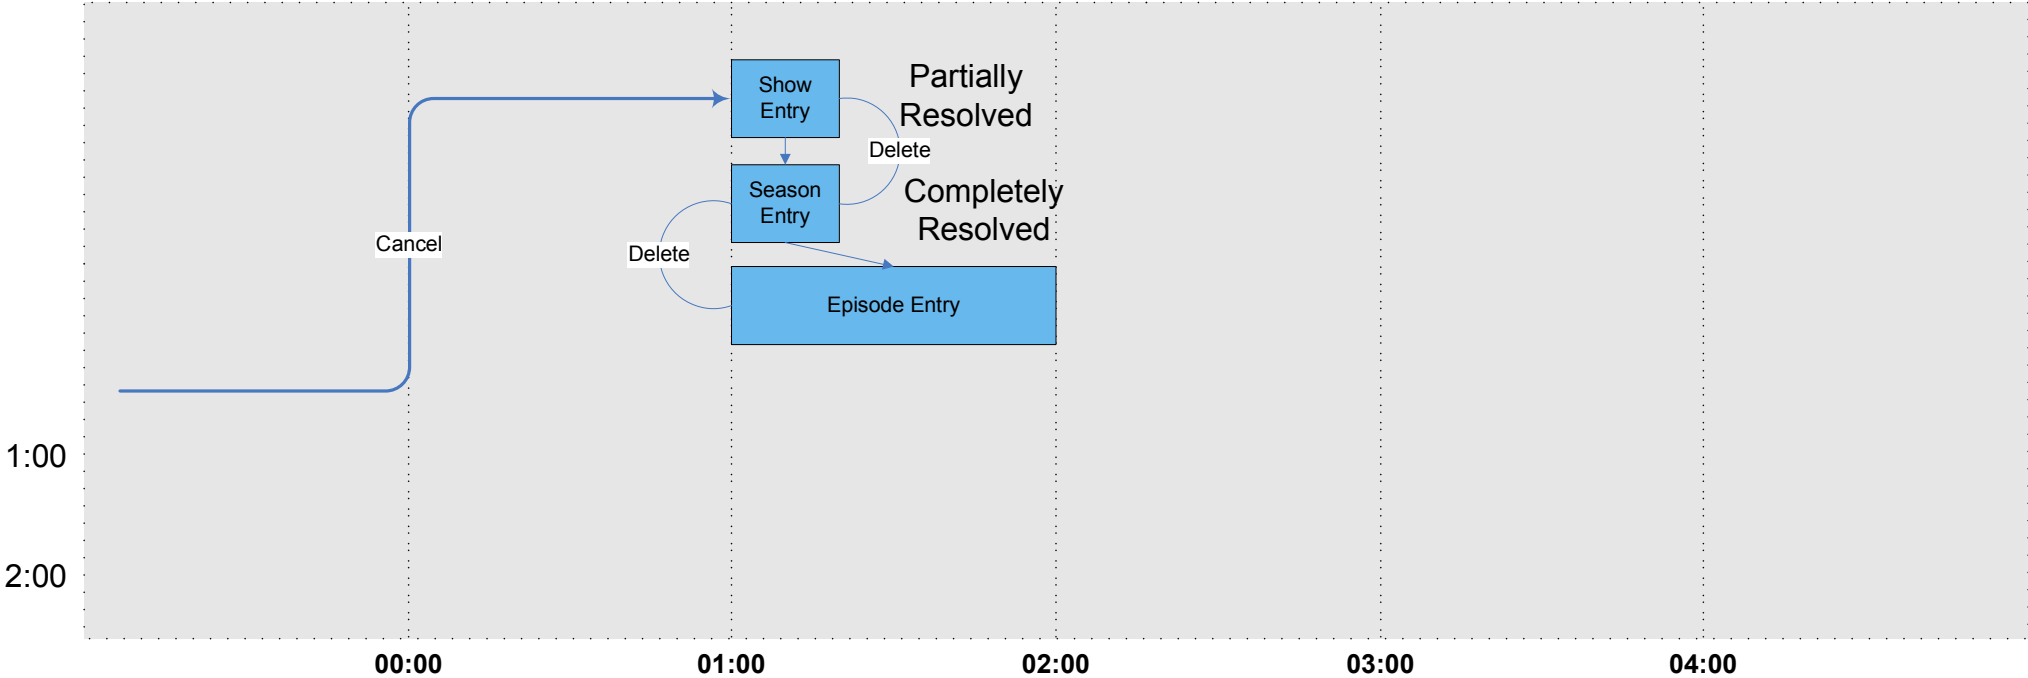 Show
Entry
Partially
Resolved
Delete
Season
Entry
Completely
Resolved
Cancel
Delete
Episode Entry
1:00
2:00
00:00
01:00
02:00
03:00
04:00